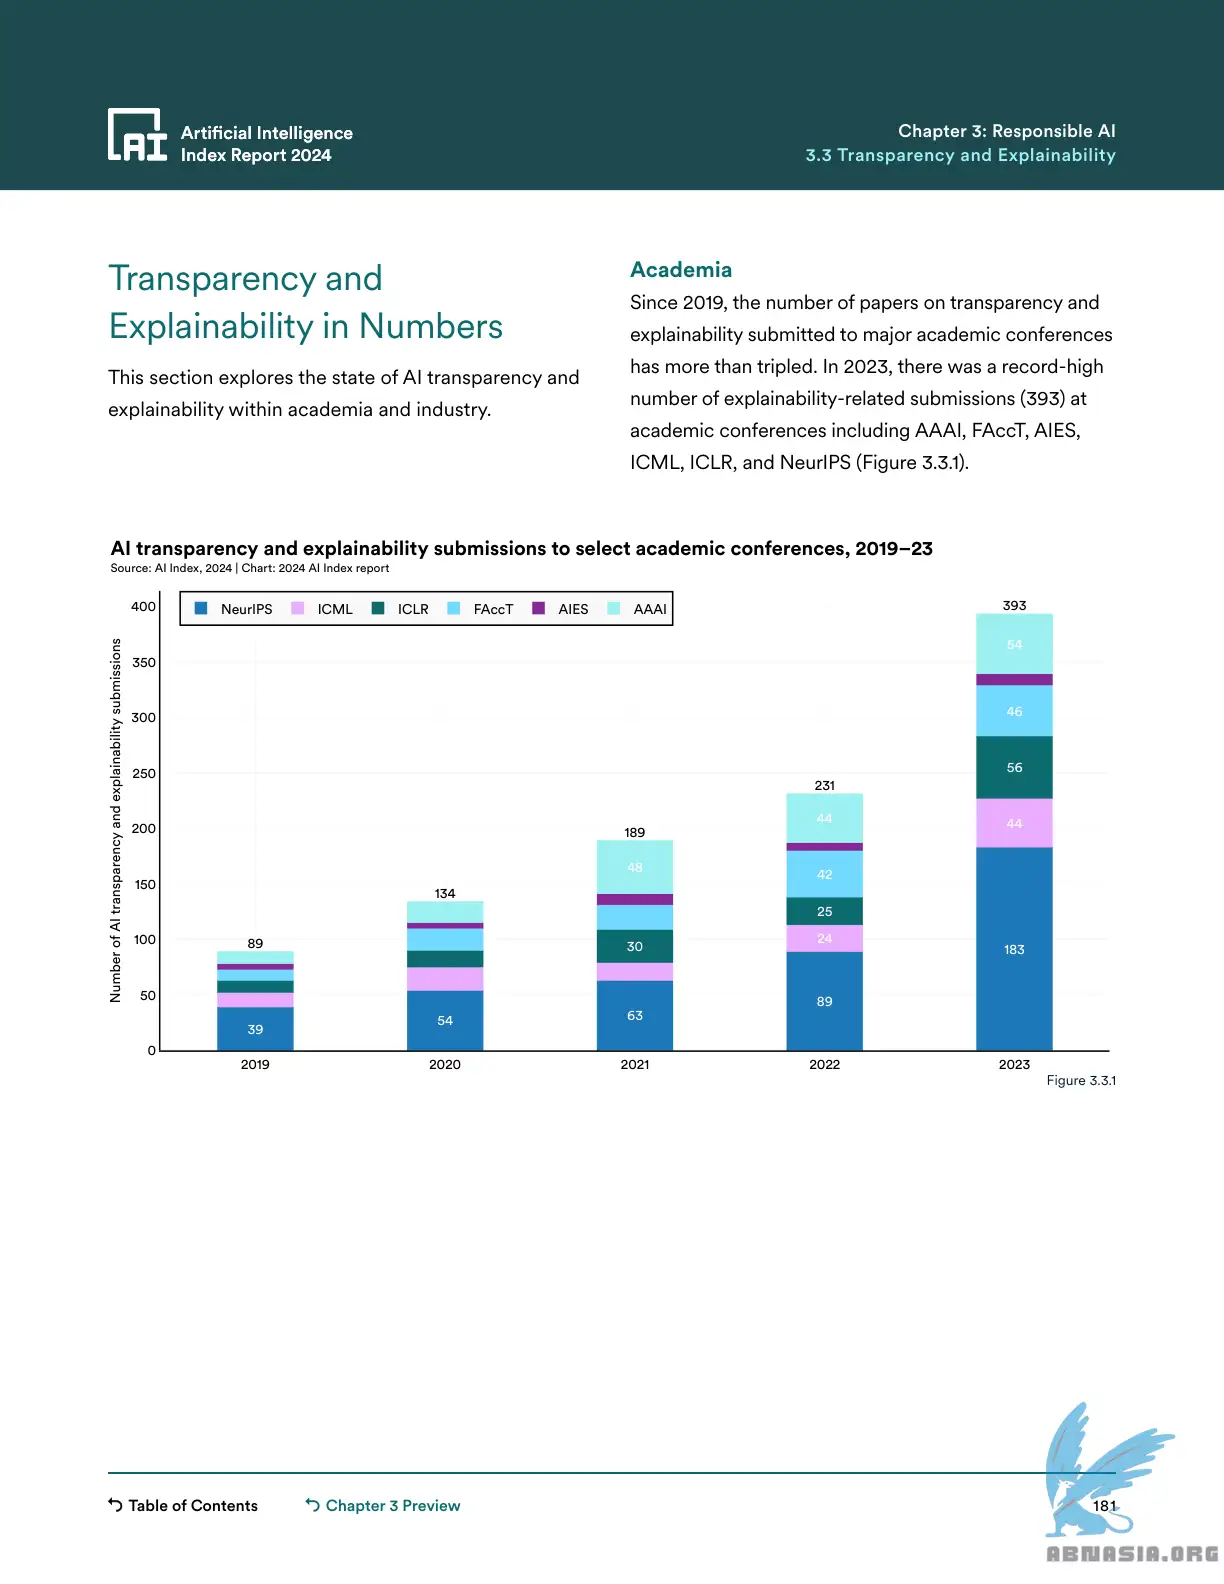 Artificial Intelligence
Index Report 2024
Chapter 3: Responsible AI
3.3 Transparency and Explainability
Transparency and
Explainability in Numbers
This section explores the state of AI transparency and
explainability within academia and industry.
Academia
Since 2019, the number of papers on transparency and
explainability submitted to major academic conferences
has more than tripled. In 2023, there was a record-high
number of explainability-related submissions (393) at
academic conferences including AAAI, FAccT, AIES,
ICML, ICLR, and NeurIPS (Figure 3.3.1).
AI transparency and explainability submissions to select academic conferences, 2019–23
Source: AI Index, 2024 | Chart: 2024 AI Index report
NeurIPS ICML ICLR FAccT AIES AAAI
Number of AI transparency and explainability submissions
400
350
300
250
200
150
100
50
0
89
39
2019
134
54
2020
189
48
30
63
2021
231
44
42
25
24
89
2022
393
54
46
56
44
183
2023
Figure 3.3.1
Table of Contents
Chapter 3 Preview
181
ABNASIA.ORG